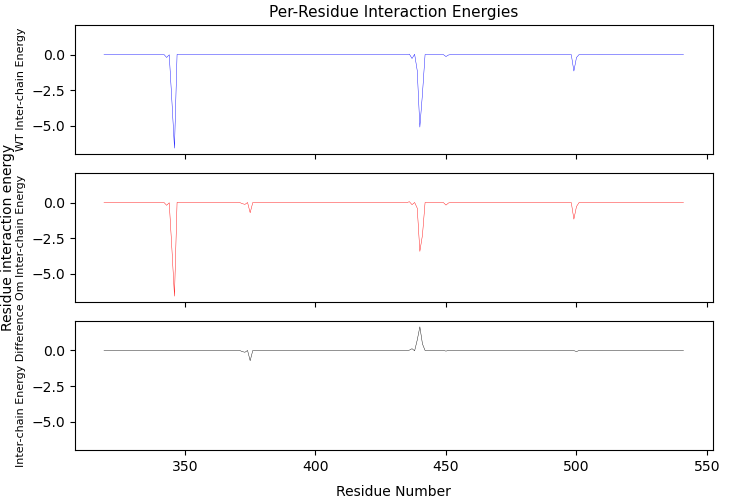 Per-Residue Interaction Energies
Residue interaction energy
WT Inter-chain Energy
0.0
−2.5
−5.0
Om Inter-chain Energy
0.0
−2.5
−5.0
Inter-chain Energy Difference
0.0
−2.5
−5.0
350 400 450 500 550
Residue Number